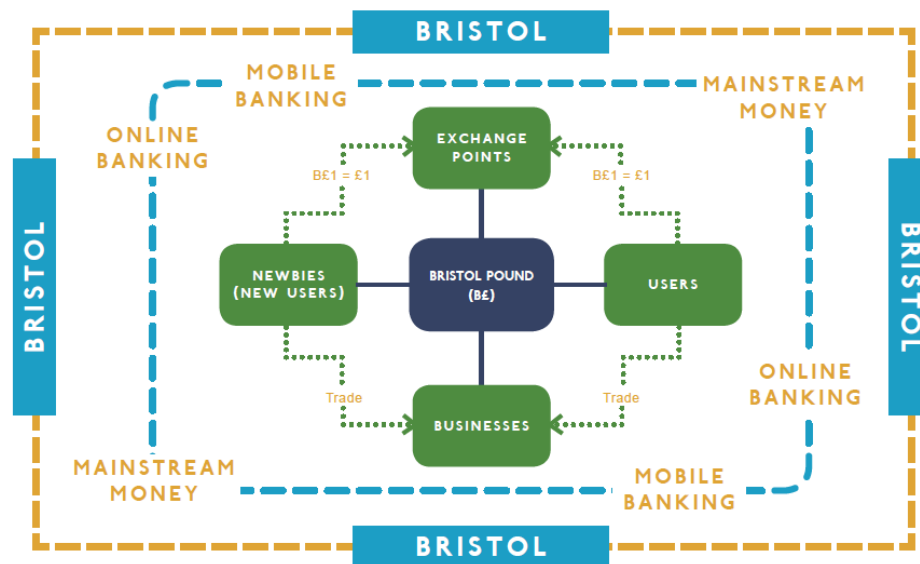 BRISTOL
MOBILE
BANKING
MAINSTREAM
MONEY
ONLINE
BANKING
EXCHANGE
POINTS
B£1 = £1
B£1 = £1
BRISTOL
NEWBIES
(NEW USERS)
BRISTOL POUND
(B£)
USERS
BRISTOL
Trade
Trade
BUSINESSES
ONLINE
BANKING
MAINSTREAM
MONEY
MOBILE
BANKING
BRISTOL